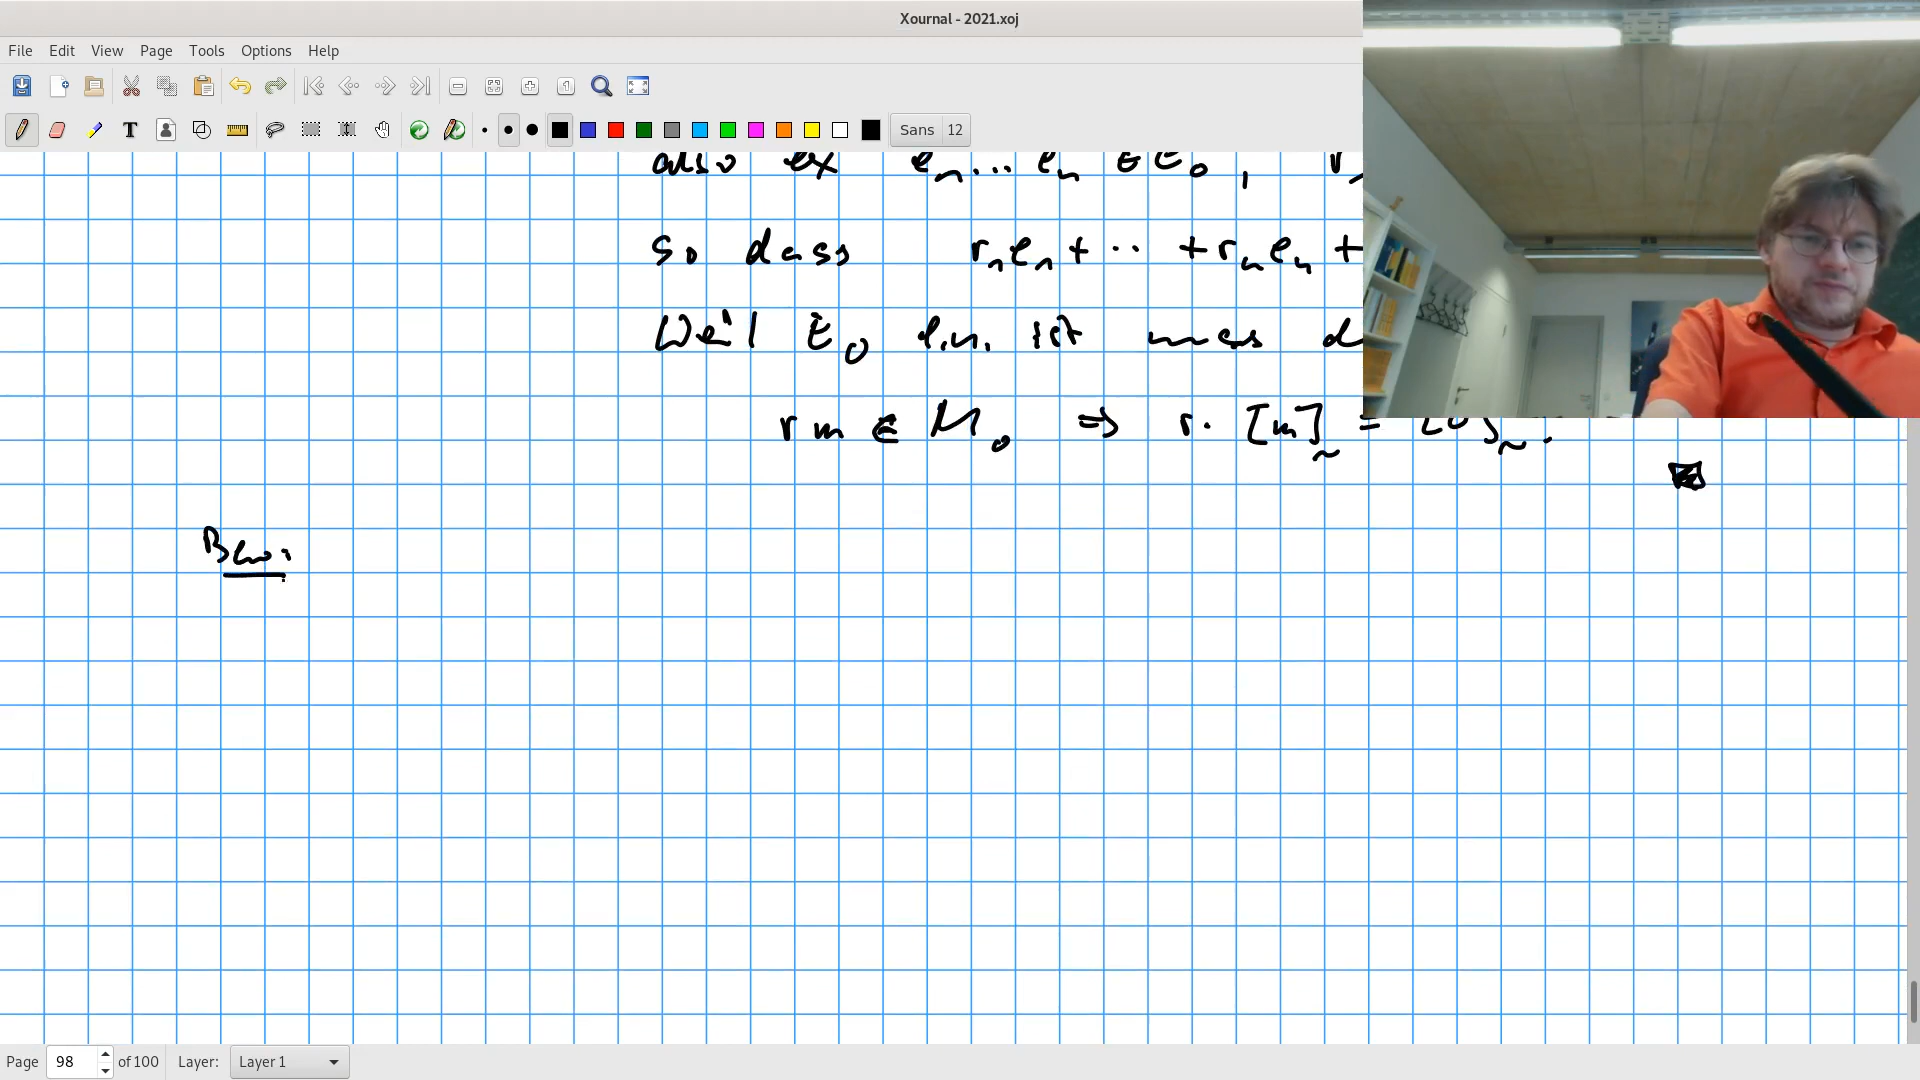 Xournal - 2021.xoj
File Edit View Page Tools Options Help
Sans 12
also ex e₁... eₙ ∈ E₀, r
so dass r₁e₁ + ·· + rₙeₙ +
Weil E₀ l.u. ist muss d
r m ∈ M₀ ⇒ r. [m]~ = [0]~.
Bew:
Page 98 of 100 Layer: Layer 1